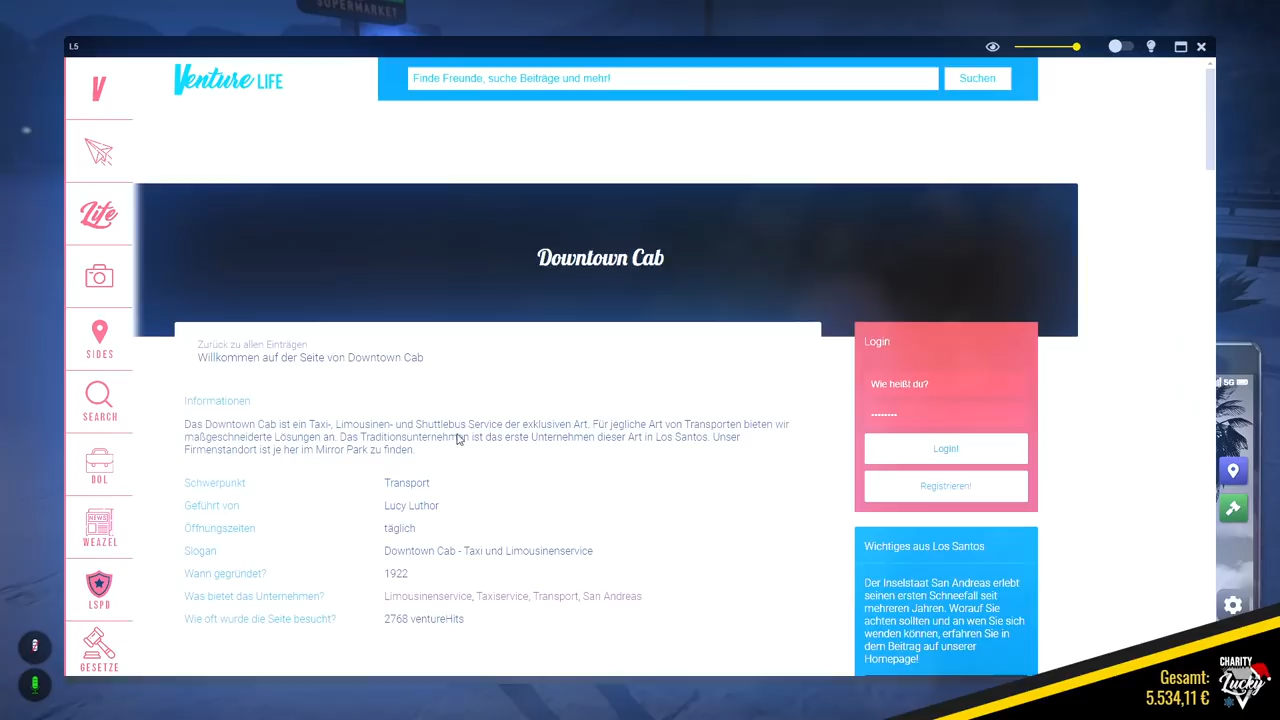 SUPERMARKET
L5
Venture LIFE
Finde Freunde, suche Beiträge und mehr!
Suchen
V
Life
SIDES
SEARCH
DOL
NEWS
WEAZEL
LSPD
GESETZE
Downtown Cab
Zurück zu allen Einträgen
Willkommen auf der Seite von Downtown Cab
Informationen
Das Downtown Cab ist ein Taxi-, Limousinen- und Shuttlebus Service der exklusiven Art. Für jegliche Art von Transporten bieten wir
maßgeschneiderte Lösungen an. Das Traditionsunternehmen ist das erste Unternehmen dieser Art in Los Santos. Unser
Firmenstandort ist je her im Mirror Park zu finden.
Schwerpunkt Transport
Geführt von Lucy Luthor
Öffnungszeiten täglich
Slogan Downtown Cab - Taxi und Limousinenservice
Wann gegründet? 1922
Was bietet das Unternehmen? Limousinenservice, Taxiservice, Transport, San Andreas
Wie oft wurde die Seite besucht? 2768 ventureHits
Login
Wie heißt du?
--------
Login!
Registrieren!
Wichtiges aus Los Santos
Der Inselstaat San Andreas erlebt
seinen ersten Schneefall seit
mehreren Jahren. Worauf Sie
achten sollten und an wen Sie sich
wenden können, erfahren Sie in
dem Beitrag auf unserer
Homepage!
5G
Gesamt:
5.534,11 €
CHARITY
Lucky